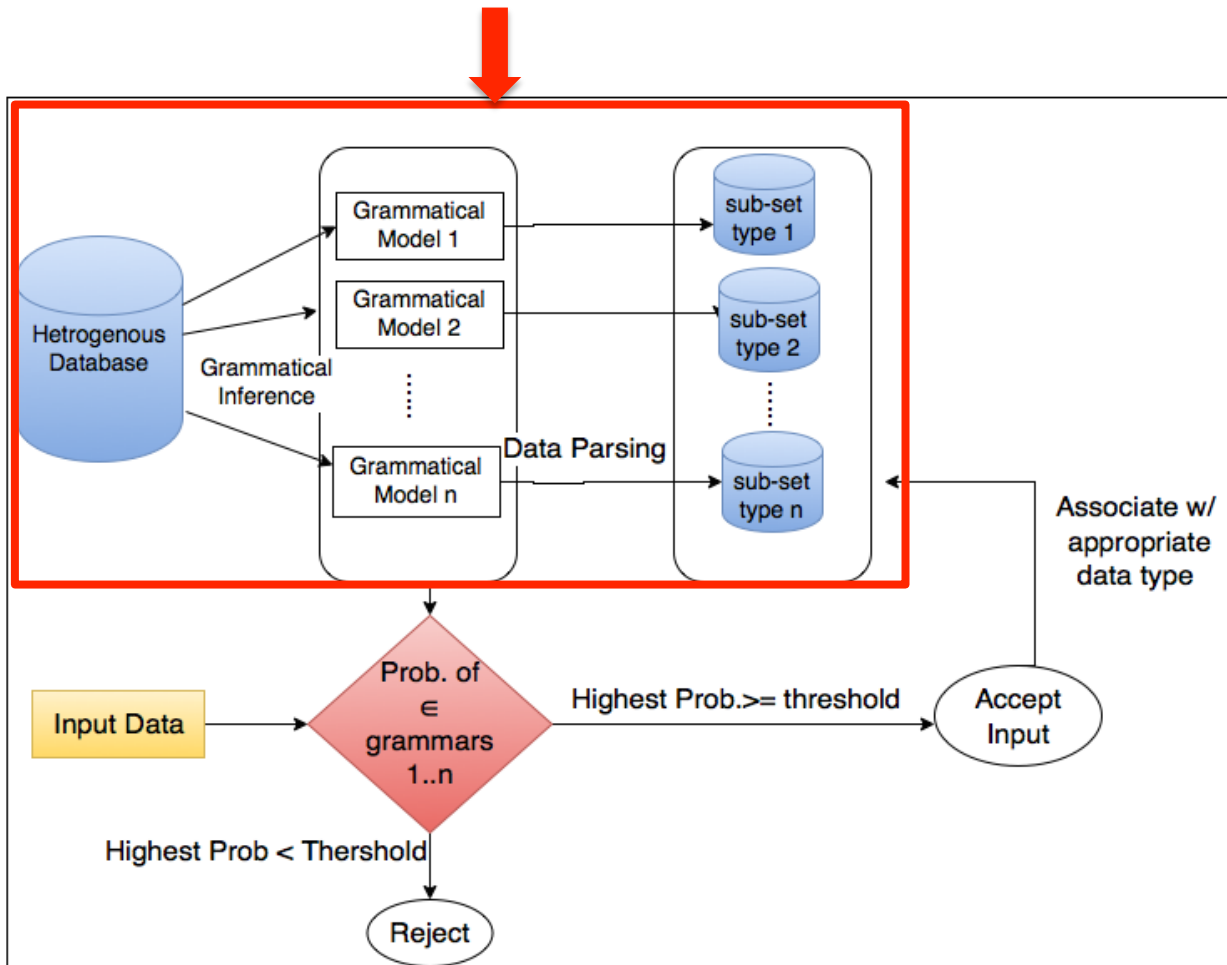 Hetrogenous
Database
Grammatical
Inference
Grammatical
Model 1
Grammatical
Model 2
Grammatical
Model n
Data Parsing
sub-set
type 1
sub-set
type 2
sub-set
type n
Associate w/
appropriate
data type
Input Data
Prob. of
∈
grammars
1..n
Highest Prob.>= threshold
Accept
Input
Highest Prob < Thershold
Reject